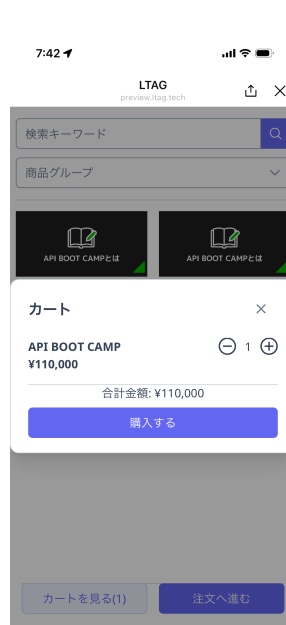 7:42
LTAG
preview.ltag.tech
検索キーワード
商品グループ
API BOOT CAMPとは
API BOOT CAMPとは
カート
API BOOT CAMP
1
¥110,000
合計金額: ¥110,000
購入する
カートを見る(1)
注文へ進む